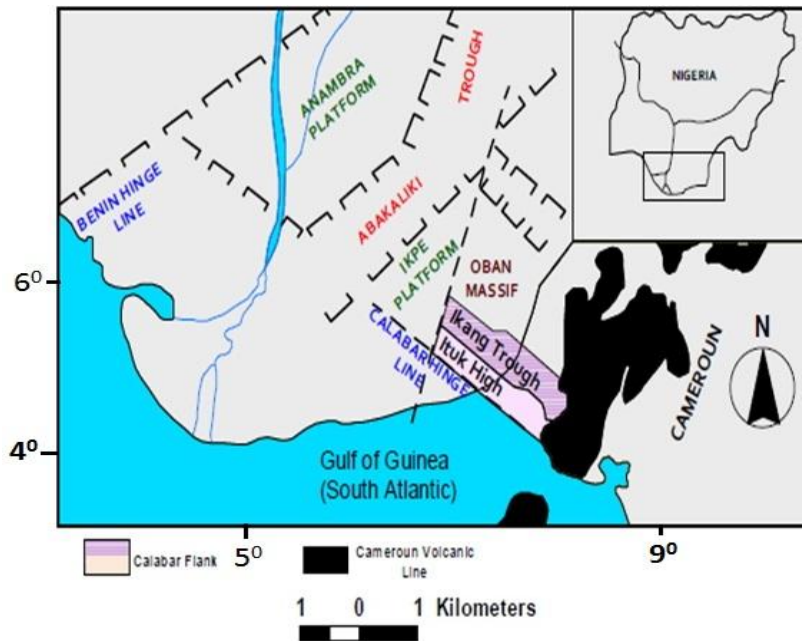 NIGERIA
ANAMBRA
PLATFORM
TROUGH
BENIN HINGE
LINE
ABAKALIKI
IKPE
PLATFORM
OBAN
MASSIF
6⁰
Ikang Trough
Ituk High
CALABAR HINGE
LINE
CAMEROUN
N
4⁰
Gulf of Guinea
(South Atlantic)
5⁰
9⁰
Calabar Flank
Cameroun Volcanic
Line
1 0 1 Kilometers